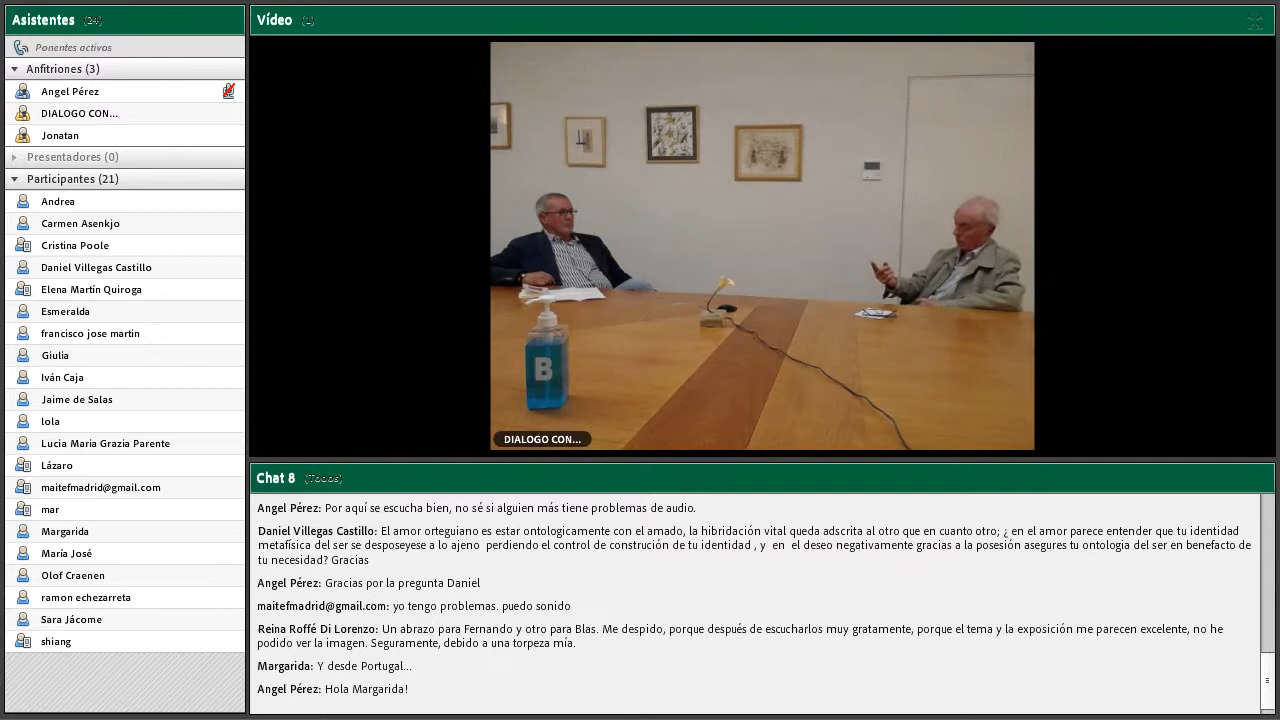 Asistentes (24)
Ponentes activos
Anfitriones (3)
Angel Pérez
DIALOGO CON...
Jonatan
Presentadores (0)
Participantes (21)
Andrea
Carmen Asenkjo
Cristina Poole
Daniel Villegas Castillo
Elena Martín Quiroga
Esmeralda
francisco jose martin
Giulia
Iván Caja
Jaime de Salas
lola
Lucia Maria Grazia Parente
Lázaro
maitefmadrid@gmail.com
mar
Margarida
María José
Olof Craenen
ramon echezarreta
Sara Jácome
shiang
Vídeo (1)
B
DIALOGO CON...
Chat 8 (Todos)
Angel Pérez: Por aquí se escucha bien, no sé si alguien más tiene problemas de audio.
Daniel Villegas Castillo: El amor orteguiano es estar ontologicamente con el amado, la hibridación vital queda adscrita al otro que en cuanto otro; ¿ en el amor parece entender que tu identidad
metafísica del ser se desposeyese a lo ajeno perdiendo el control de construción de tu identidad , y en el deseo negativamente gracias a la posesión asegures tu ontologia del ser en benefacto de
tu necesidad? Gracias
Angel Pérez: Gracias por la pregunta Daniel
maitefmadrid@gmail.com: yo tengo problemas. puedo sonido
Reina Roffé Di Lorenzo: Un abrazo para Fernando y otro para Blas. Me despido, porque después de escucharlos muy gratamente, porque el tema y la exposición me parecen excelente, no he
podido ver la imagen. Seguramente, debido a una torpeza mía.
Margarida: Y desde Portugal...
Angel Pérez: Hola Margarida!